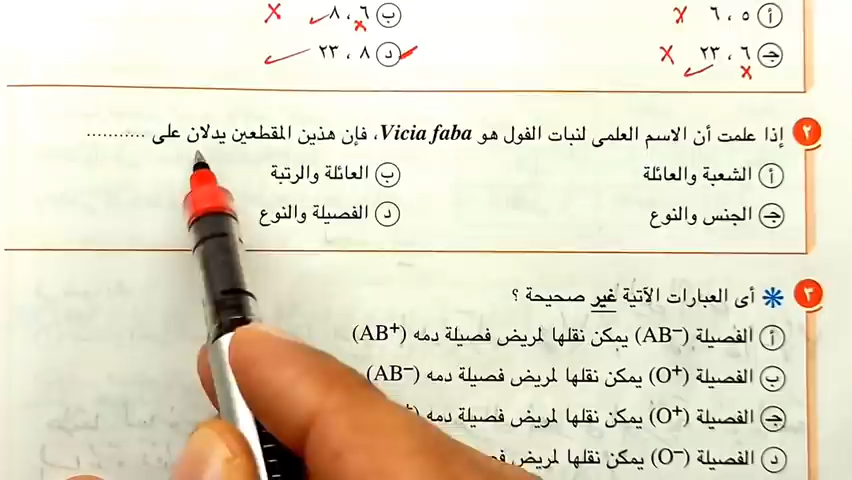 أ ٥ ، ٦
ب ٦ ، ٨
ج ٦ ، ٢٣
د ٨ ، ٢٣
٢ إذا علمت أن الاسم العلمى لنبات الفول هو Vicia faba، فإن هذين المقطعين يدلان على ...........
أ الشعبة والعائلة
ب العائلة والرتبة
ج الجنس والنوع
د الفصيلة والنوع
٣ * أى العبارات الآتية غير صحيحة ؟
أ الفصيلة (AB−) يمكن نقلها لمريض فصيلة دمه (AB+)
ب الفصيلة (O+) يمكن نقلها لمريض فصيلة دمه (AB−)
ج الفصيلة (O+) يمكن نقلها لمريض فصيلة دمه
د الفصيلة (O−) يمكن نقلها لمريض